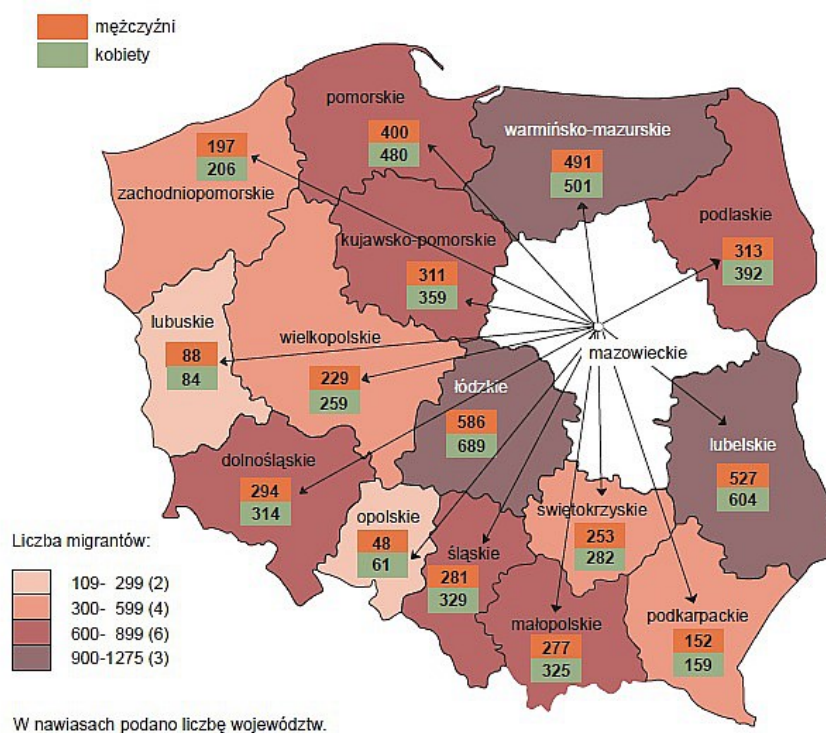 mężczyźni
kobiety
pomorskie
400
480
warmińsko-mazurskie
491
501
197
206
zachodniopomorskie
podlaskie
313
392
kujawsko-pomorskie
311
359
lubuskie
88
84
wielkopolskie
229
259
mazowieckie
łódzkie
586
689
lubelskie
527
604
dolnośląskie
294
314
opolskie
48
61
śląskie
281
329
świętokrzyskie
253
282
małopolskie
277
325
podkarpackie
152
159
Liczba migrantów:
109- 299 (2)
300- 599 (4)
600- 899 (6)
900-1275 (3)
W nawiasach podano liczbę województw.